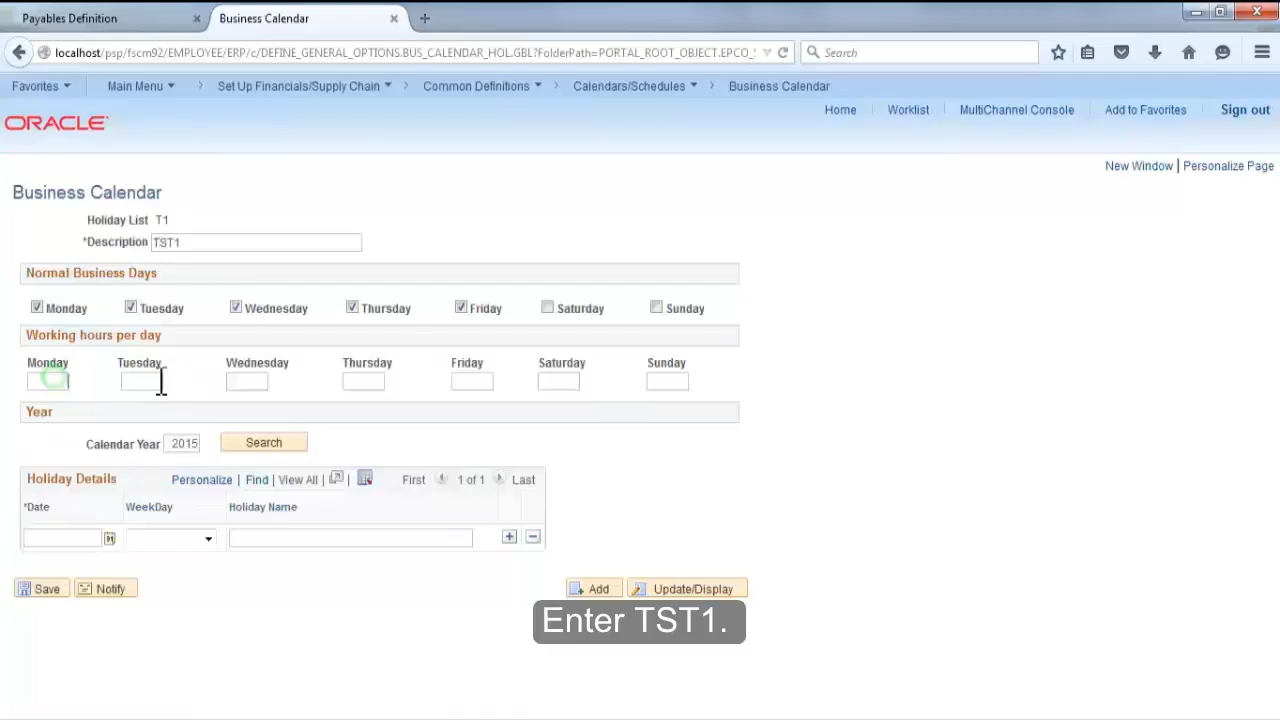 Payables Definition
Business Calendar
localhost/psp/fscm92/EMPLOYEE/ERP/c/DEFINE_GENERAL_OPTIONS.BUS_CALENDAR_HOL.GBL?FolderPath=PORTAL_ROOT_OBJECT.EPCO_
Search
Favorites Main Menu Set Up Financials/Supply Chain Common Definitions Calendars/Schedules Business Calendar
Home Worklist MultiChannel Console Add to Favorites Sign out
ORACLE
New Window | Personalize Page
Business Calendar
Holiday List T1
*Description TST1
Normal Business Days
Monday Tuesday Wednesday Thursday Friday Saturday Sunday
Working hours per day
Monday Tuesday Wednesday Thursday Friday Saturday Sunday
Year
Calendar Year 2015 Search
Holiday Details Personalize | Find | View All | | First 1 of 1 Last
*Date WeekDay Holiday Name
Save Notify Add Update/Display
Enter TST1.